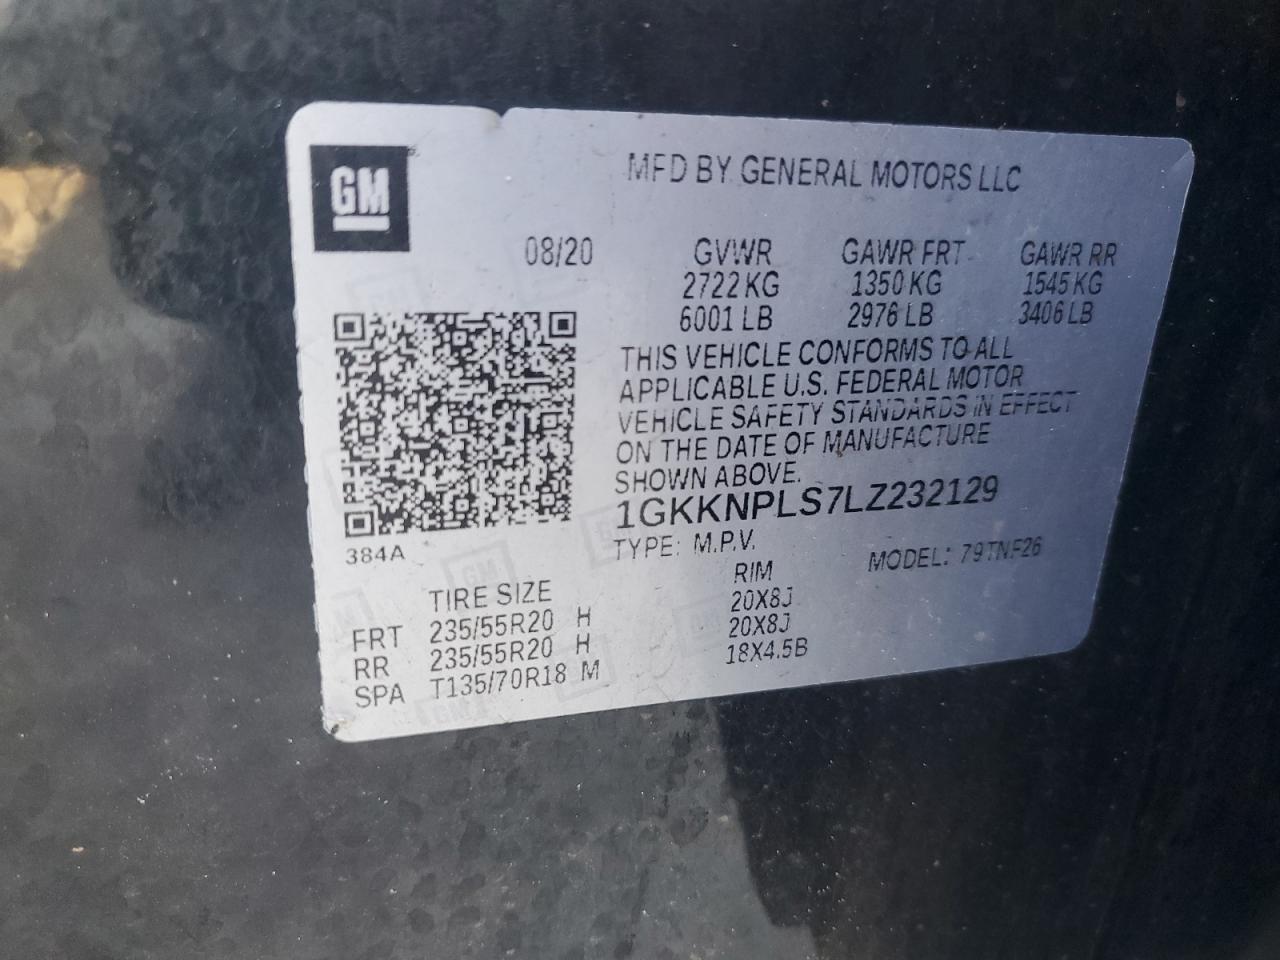 GM
MFD BY GENERAL MOTORS LLC
08/20 GVWR GAWR FRT GAWR RR
2722 KG 1350 KG 1545 KG
6001 LB 2976 LB 3406 LB
THIS VEHICLE CONFORMS TO ALL
APPLICABLE U.S. FEDERAL MOTOR
VEHICLE SAFETY STANDARDS IN EFFECT
ON THE DATE OF MANUFACTURE
SHOWN ABOVE.
1GKKNPLS7LZ232129
384A TYPE: M.P.V. MODEL: 79TNF26
TIRE SIZE RIM
FRT 235/55R20 H 20X8J
RR 235/55R20 H 20X8J
SPA T135/70R18 M 18X4.5B